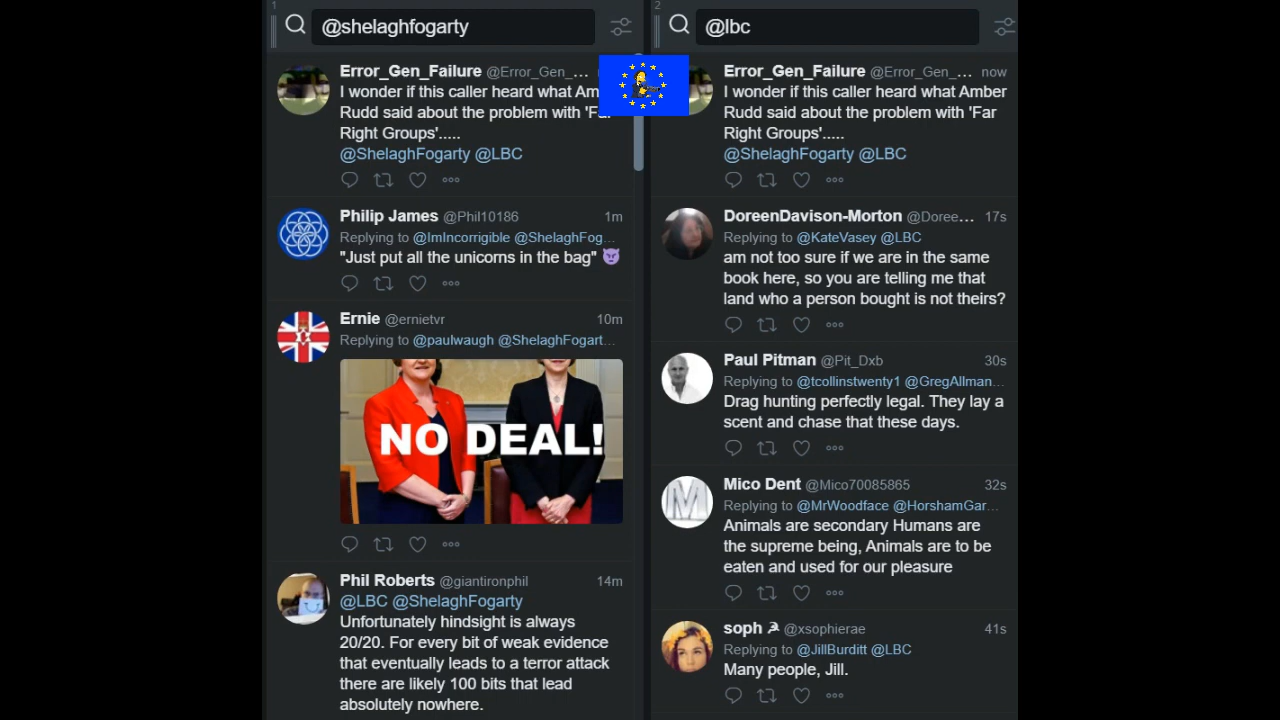 1
@shelaghfogarty
Error_Gen_Failure @Error_Gen_...
I wonder if this caller heard what Am
Rudd said about the problem with 'Far
Right Groups'.....
@ShelaghFogarty @LBC
Philip James @Phil10186 1m
Replying to @ImIncorrigible @ShelaghFog...
"Just put all the unicorns in the bag" 😈
Ernie @ernietvr 10m
Replying to @paulwaugh @ShelaghFogart...
NO DEAL!
Phil Roberts @giantironphil 14m
@LBC @ShelaghFogarty
Unfortunately hindsight is always
20/20. For every bit of weak evidence
that eventually leads to a terror attack
there are likely 100 bits that lead
absolutely nowhere.
2
@lbc
Error_Gen_Failure @Error_Gen_... now
I wonder if this caller heard what Amber
Rudd said about the problem with 'Far
Right Groups'.....
@ShelaghFogarty @LBC
DoreenDavison-Morton @Doree... 17s
Replying to @KateVasey @LBC
am not too sure if we are in the same
book here, so you are telling me that
land who a person bought is not theirs?
Paul Pitman @Pit_Dxb 30s
Replying to @tcollinstwenty1 @GregAllman...
Drag hunting perfectly legal. They lay a
scent and chase that these days.
Mico Dent @Mico70085865 32s
Replying to @MrWoodface @HorshamGar...
Animals are secondary Humans are
the supreme being, Animals are to be
eaten and used for our pleasure
soph ☭ @xsophierae 41s
Replying to @JillBurditt @LBC
Many people, Jill.